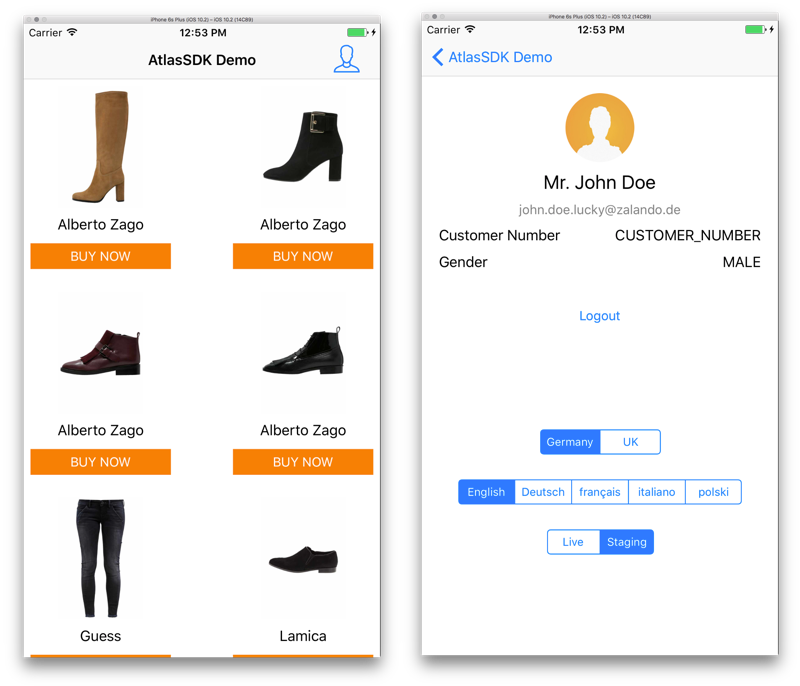 iPhone 6s Plus (iOS 10.2) – iOS 10.2 (14C89)
Carrier 12:53 PM
AtlasSDK Demo
Alberto Zago Alberto Zago
BUY NOW BUY NOW
Alberto Zago Alberto Zago
BUY NOW BUY NOW
Guess Lamica
iPhone 6s Plus (iOS 10.2) – iOS 10.2 (14C89)
Carrier 12:53 PM
AtlasSDK Demo
Mr. John Doe
john.doe.lucky@zalando.de
Customer Number CUSTOMER_NUMBER
Gender MALE
Logout
Germany UK
English Deutsch français italiano polski
Live Staging